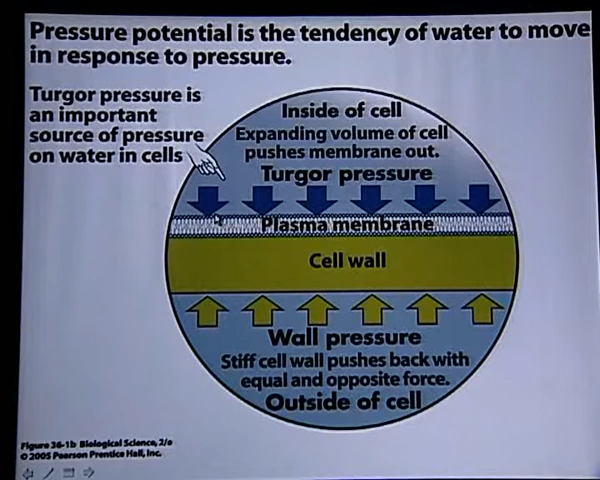 Pressure potential is the tendency of water to move
in response to pressure.
Turgor pressure is
an important
source of pressure
on water in cells
Inside of cell
Expanding volume of cell
pushes membrane out.
Turgor pressure
Plasma membrane
Cell wall
Wall pressure
Stiff cell wall pushes back with
equal and opposite force.
Outside of cell
Figure 36-1b Biological Science, 2/e
© 2005 Pearson Prentice Hall, Inc.